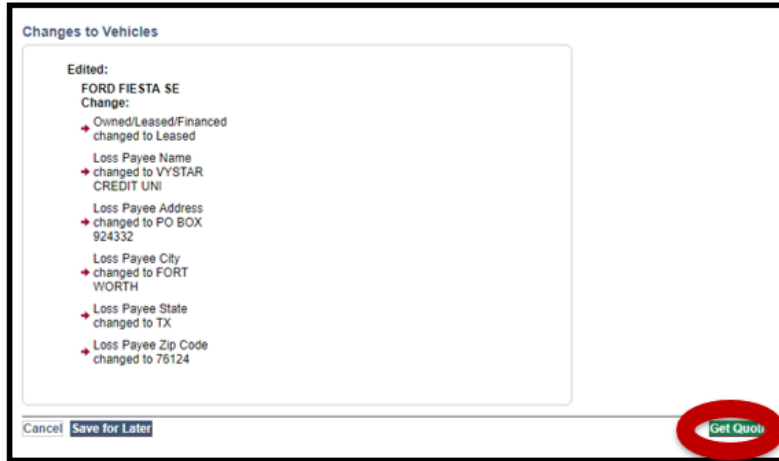 Changes to Vehicles
Edited:
FORD FIESTA SE
Change:
Owned/Leased/Financed
changed to Leased
Loss Payee Name
changed to VYSTAR
CREDIT UNI
Loss Payee Address
changed to PO BOX
924332
Loss Payee City
changed to FORT
WORTH
Loss Payee State
changed to TX
Loss Payee Zip Code
changed to 76124
Cancel Save for Later Get Quote